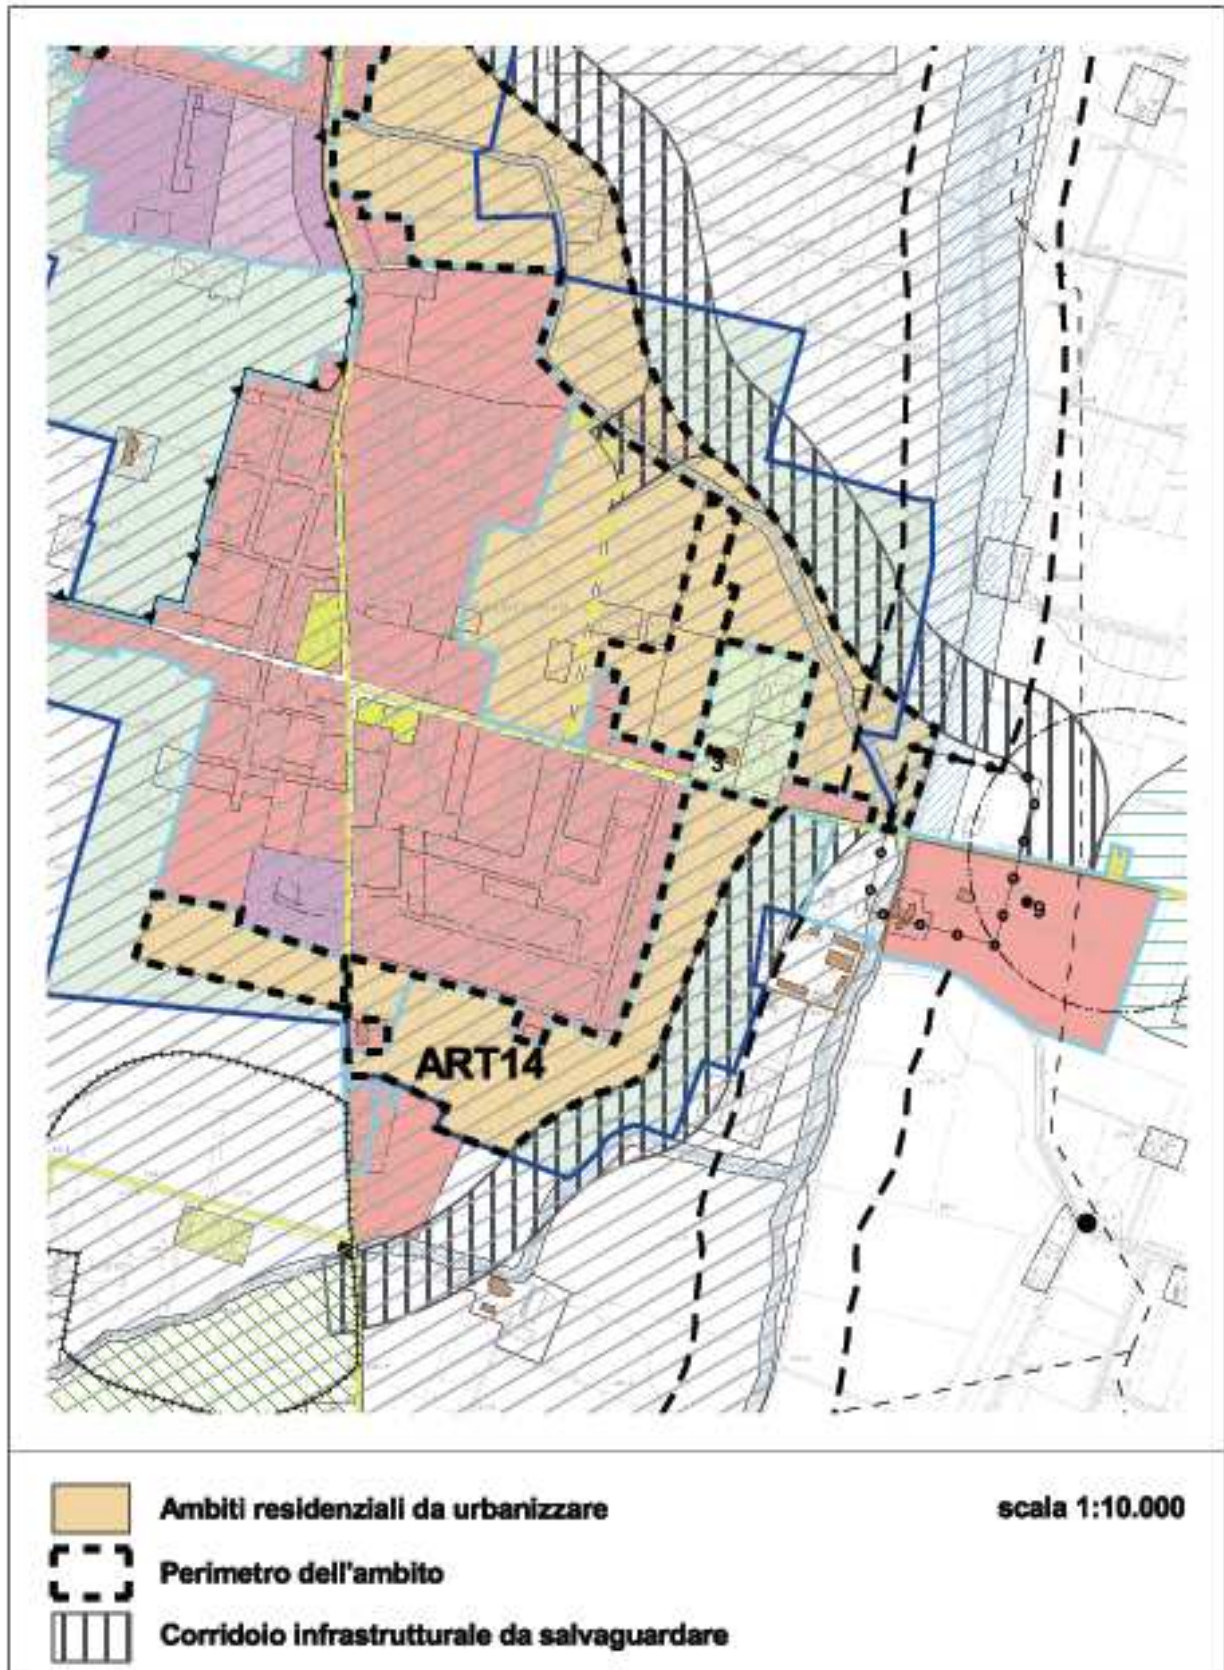 3
9
ART14
Ambiti residenziali da urbanizzare
scala 1:10.000
Perimetro dell'ambito
Corridoio infrastrutturale da salvaguardare